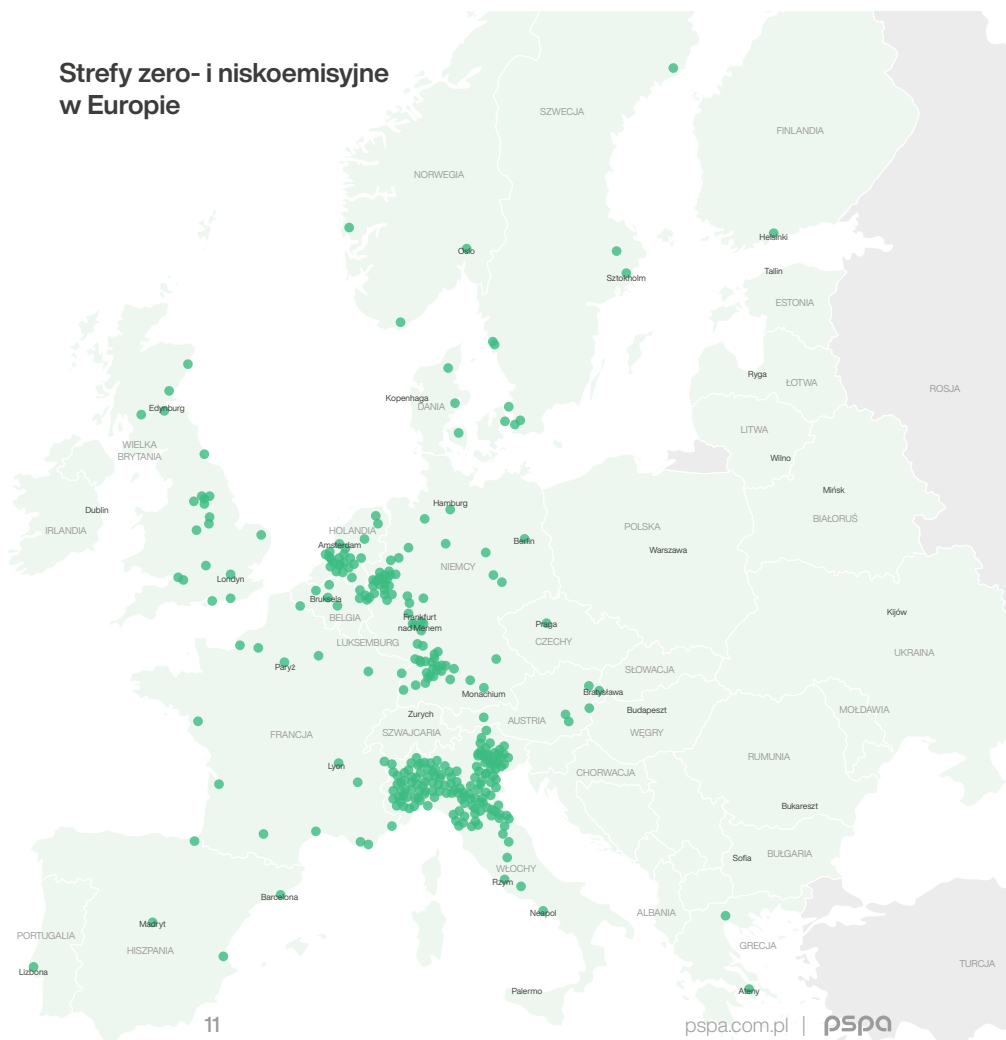 Strefy zero- i niskoemisyjne
w Europie
SZWECJA
FINLANDIA
NORWEGIA
Helsinki
Oslo
Tallin
Sztokholm
ESTONIA
Ryga
ŁOTWA
ROSJA
Kopenhaga
DANIA
Edynburg
LITWA
WIELKA
BRYTANIA
Wilno
Mińsk
Hamburg
Dublin
BIAŁORUŚ
IRLANDIA
HOLANDIA
POLSKA
Amsterdam
Berlin
Warszawa
NIEMCY
Londyn
Bruksela
Kijów
BELGIA
Frankfurt
nad Menem
Praga
LUKSEMBURG
CZECHY
UKRAINA
Paryż
SŁOWACJA
Monachium
Bratysława
Zurych
Budapeszt
MOŁDAWIA
AUSTRIA
FRANCJA
SZWAJCARIA
WĘGRY
RUMUNIA
Lyon
CHORWACJA
Bukareszt
Sofia
BUŁGARIA
WŁOCHY
Rzym
Barcelona
Neapol
ALBANIA
Madryt
PORTUGALIA
HISZPANIA
GRECJA
TURCJA
Lizbona
Palermo
Ateny
11
pspa.com.pl | pspa